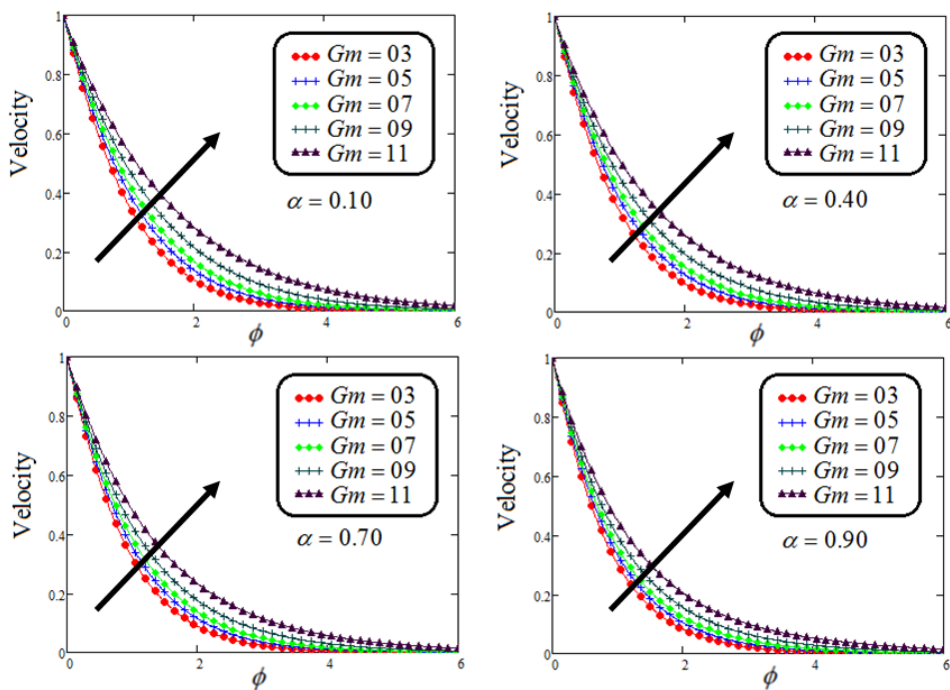 1
0.8
0.6
0.4
0.2
0
2
4
6
Velocity
ϕ
Gm = 03
Gm = 05
Gm = 07
Gm = 09
Gm = 11
α = 0.10
1
0.8
0.6
0.4
0.2
0
0
2
4
6
Velocity
ϕ
Gm = 03
Gm = 05
Gm = 07
Gm = 09
Gm = 11
α = 0.40
1
0.8
0.6
0.4
0.2
0
0
2
4
6
Velocity
ϕ
Gm = 03
Gm = 05
Gm = 07
Gm = 09
Gm = 11
α = 0.70
1
0.8
0.6
0.4
0.2
0
0
2
4
6
Velocity
ϕ
Gm = 03
Gm = 05
Gm = 07
Gm = 09
Gm = 11
α = 0.90